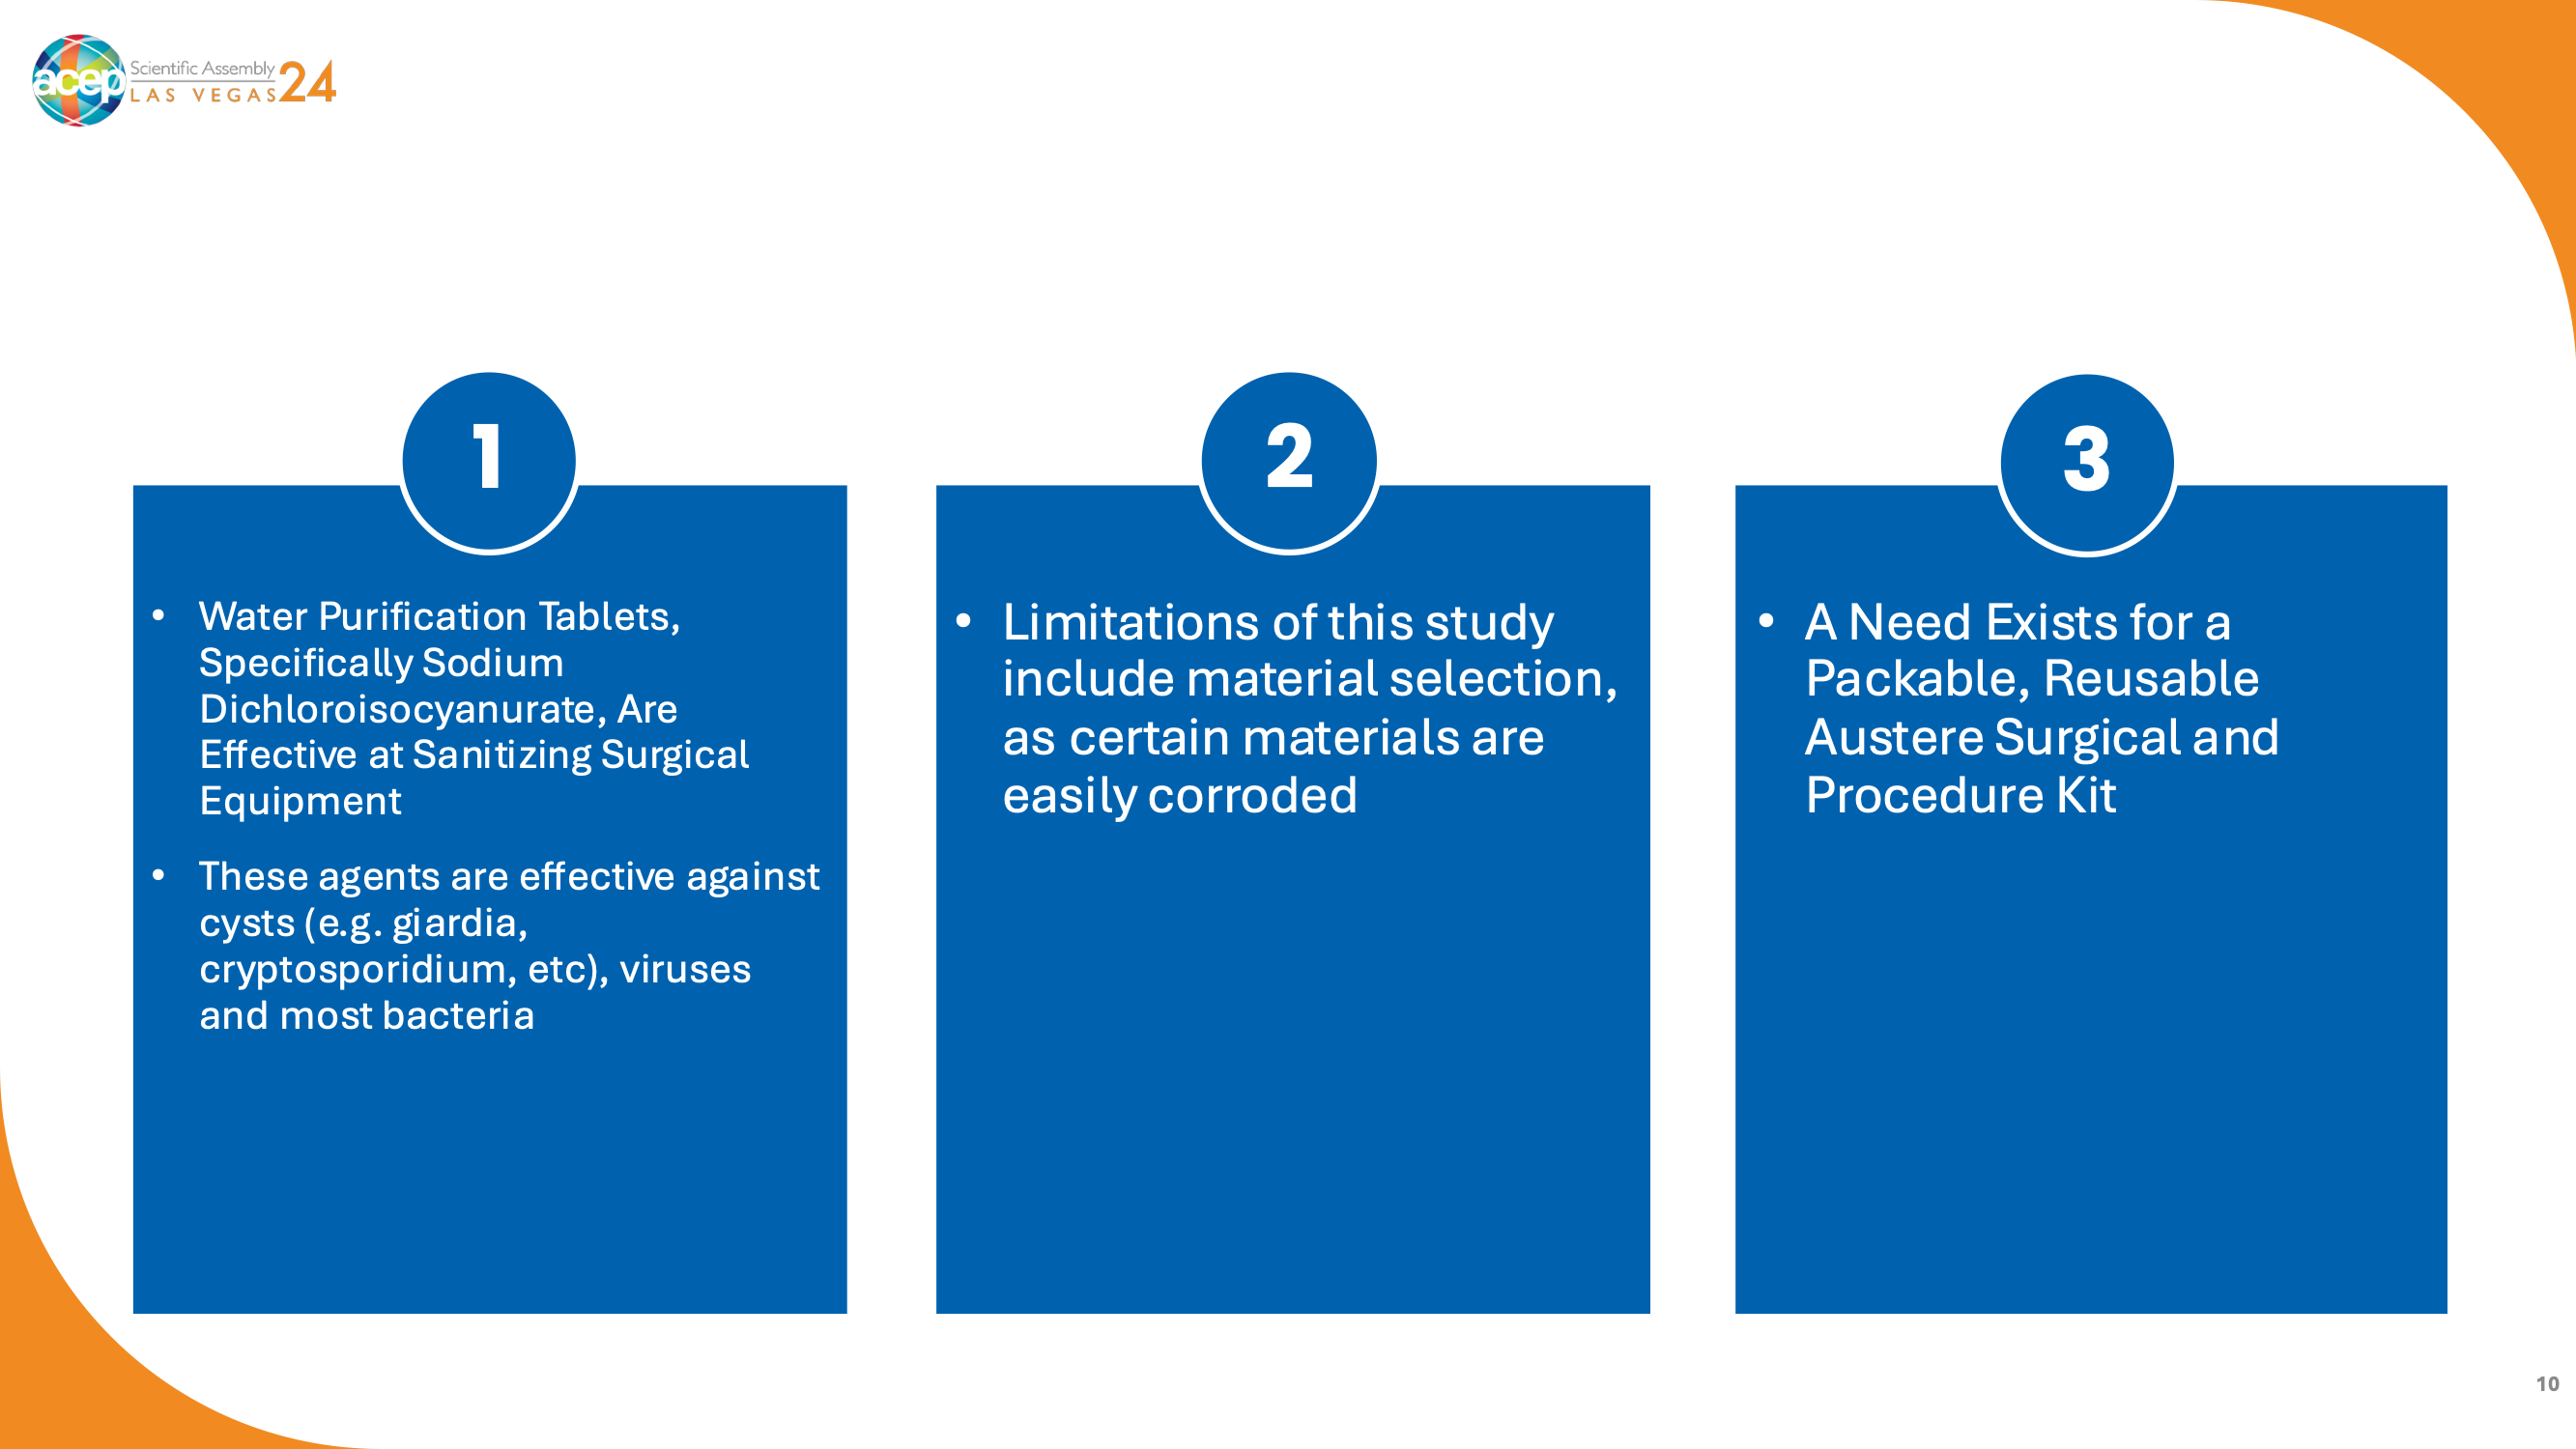 acep
Scientific Assembly
LAS VEGAS
24
1
• Water Purification Tablets,
Specifically Sodium
Dichloroisocyanurate, Are
Effective at Sanitizing Surgical
Equipment
• These agents are effective against
cysts (e.g. giardia,
cryptosporidium, etc), viruses
and most bacteria
2
• Limitations of this study
include material selection,
as certain materials are
easily corroded
3
• A Need Exists for a
Packable, Reusable
Austere Surgical and
Procedure Kit
10